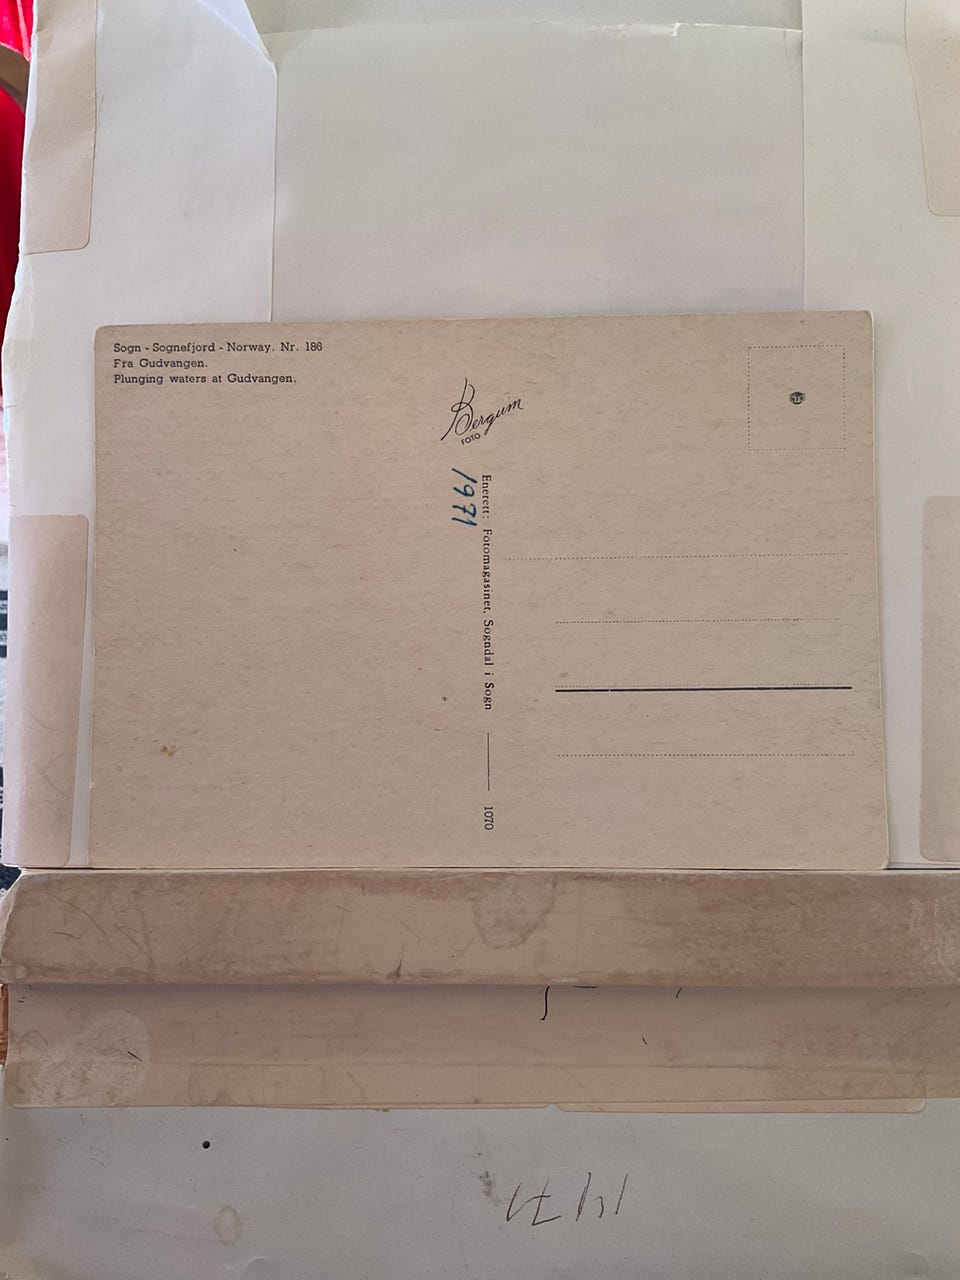 Sogn - Sognefjord - Norway. Nr. 186
Fra Gudvangen.
Plunging waters at Gudvangen.
Bergum
FOTO
1971
Enerett: Fotomagasinet, Sogndal i Sogn
1070